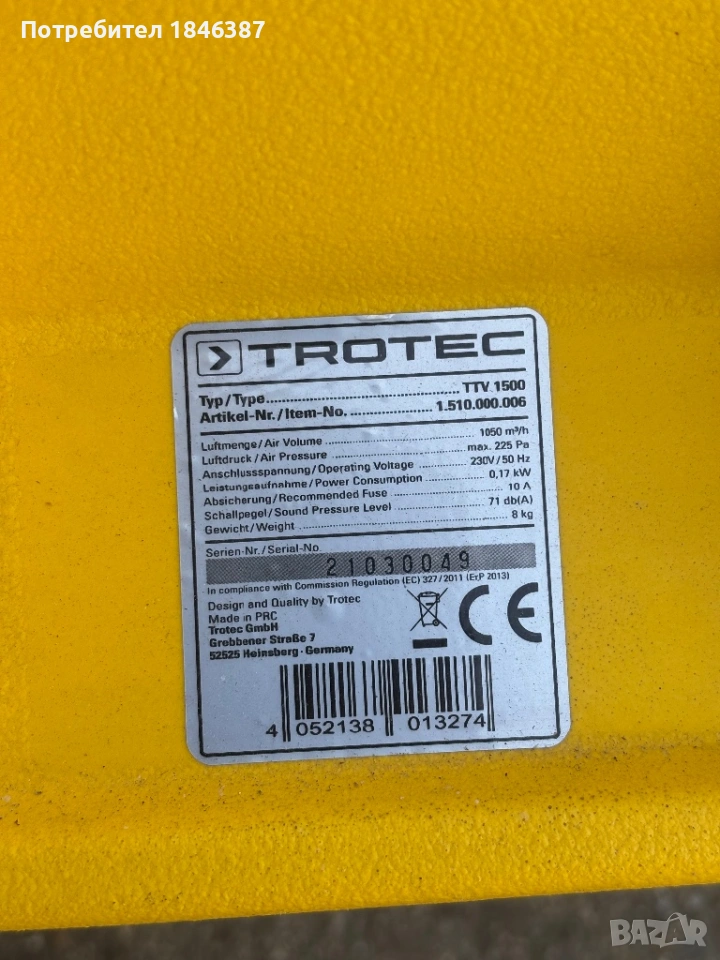 Потребител 1846387
TROTEC
Typ/Type TTV 1500
Artikel-Nr./Item-No. 1.510.000.006
Luftmenge/Air Volume 1050 m³/h
Luftdruck/Air Pressure max. 225 Pa
Anschlussspannung/Operating Voltage 230V/50 Hz
Leistungsaufnahme/Power Consumption 0,17 kW
Absicherung/Recommended Fuse 10 A
Schallpegel/Sound Pressure Level 71 db(A)
Gewicht/Weight 8 kg
Serien-Nr./Serial-No.
21030049
In compliance with Commission Regulation (EC) 327/2011 (ErP 2013)
Design and Quality by Trotec
Made in PRC
Trotec GmbH
Grebbener Straße 7
52525 Heinsberg - Germany
CE
4 052138 013274
BAZAR